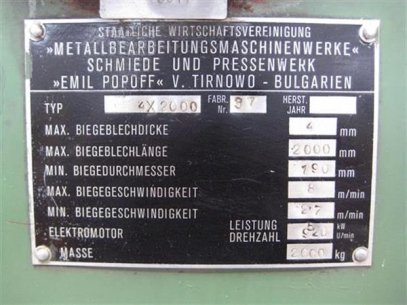 STAATLICHE WIRTSCHAFTSVEREINIGUNG
»METALLBEARBEITUNGSMASCHINENWERKE«
SCHMIEDE UND PRESSENWERK
»EMIL POPOFF« V. TIRNOWO - BULGARIEN
TYP 4X2000 FABR. Nr. 37 HERST. JAHR
MAX. BIEGEBLECHDICKE 4 mm
MAX. BIEGEBLECHLÄNGE 2000 mm
MIN. BIEGEDURCHMESSER 190 mm
MAX. BIEGEGESCHWINDIGKEIT 8 m/min
MIN. BIEGEGESCHWINDIGKEIT m/min
ELEKTROMOTOR LEISTUNG kW
DREHZAHL U/min
MASSE 2000 kg